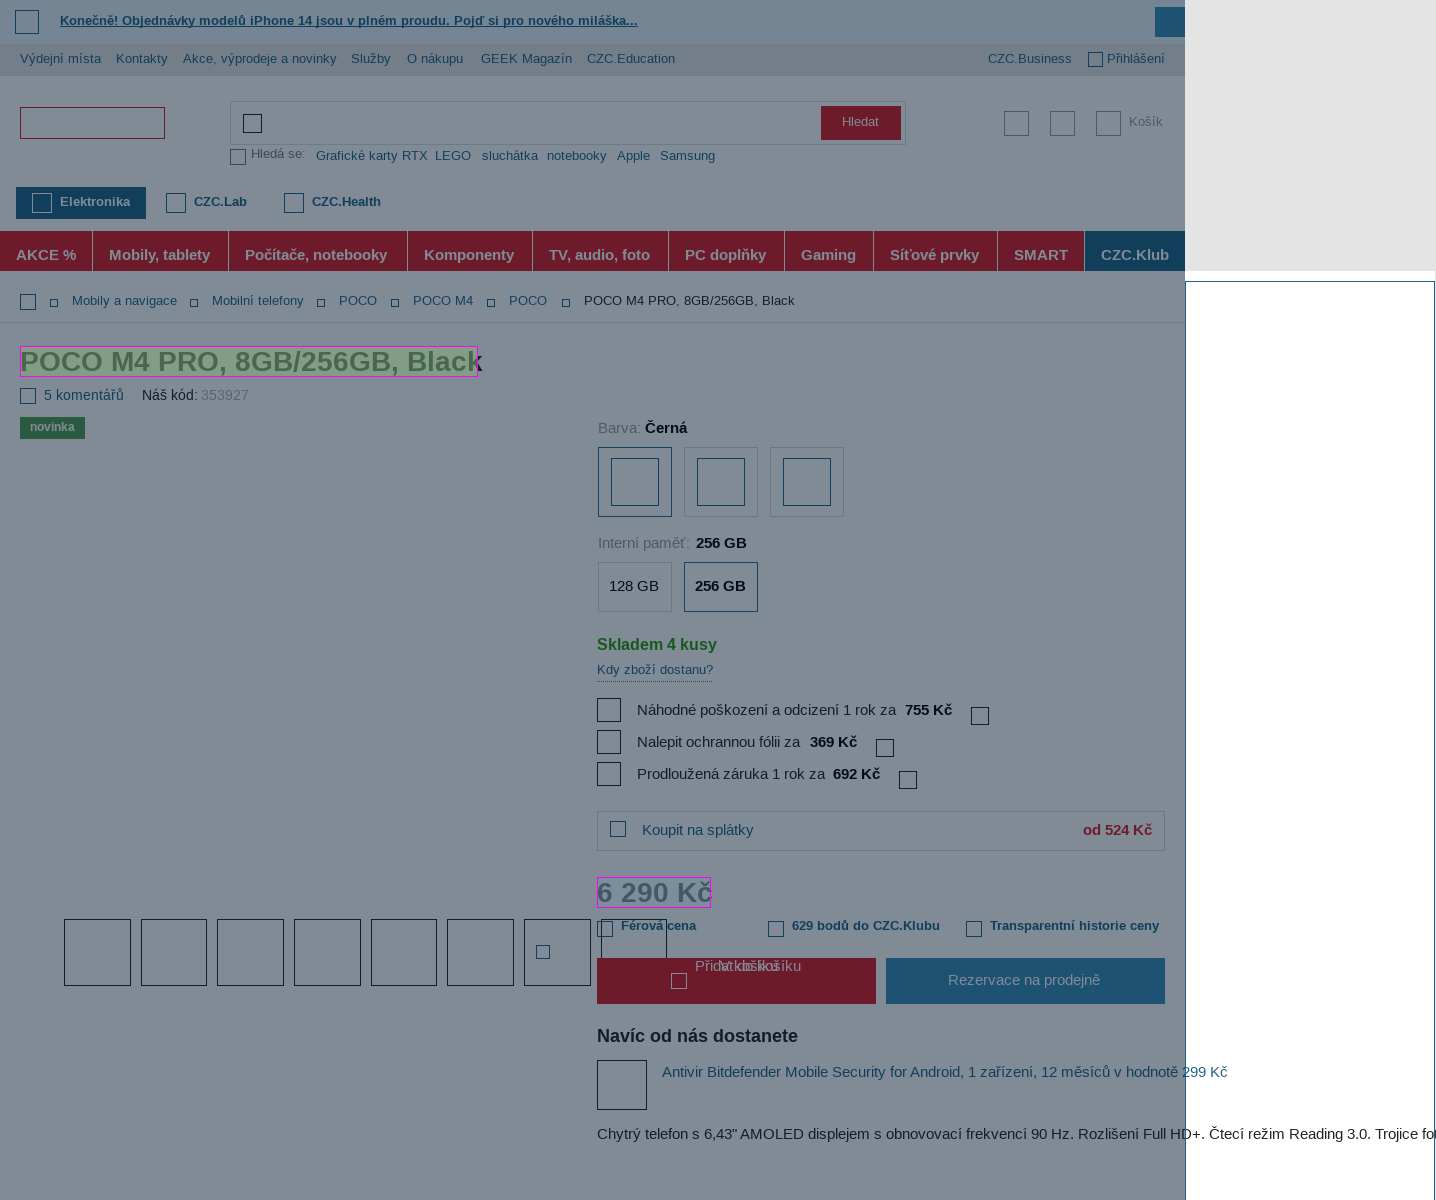 Konečně! Objednávky modelů iPhone 14 jsou v plném proudu. Pojď si pro nového miláška...
Výdejní místa Kontakty Akce, výprodeje a novinky Služby O nákupu GEEK Magazín CZC.Education CZC.Business Přihlášení
Hledat Košík
Hledá se: Grafické karty RTX LEGO sluchátka notebooky Apple Samsung
Elektronika CZC.Lab CZC.Health
AKCE % Mobily, tablety Počítače, notebooky Komponenty TV, audio, foto PC doplňky Gaming Síťové prvky SMART CZC.Klub
Mobily a navigace Mobilní telefony POCO POCO M4 POCO POCO M4 PRO, 8GB/256GB, Black
POCO M4 PRO, 8GB/256GB, Black
5 komentářů Náš kód: 353927
novinka
Barva: Černá
Interní paměť: 256 GB
128 GB 256 GB
Skladem 4 kusy
Kdy zboží dostanu?
Náhodné poškození a odcizení 1 rok za 755 Kč
Nalepit ochrannou fólii za 369 Kč
Prodloužená záruka 1 rok za 692 Kč
Koupit na splátky od 524 Kč
6 290 Kč
Férová cena 629 bodů do CZC.Klubu Transparentní historie ceny
Přidat do košíku V košíku
Rezervace na prodejně
Navíc od nás dostanete
Antivir Bitdefender Mobile Security for Android, 1 zařízení, 12 měsíců v hodnotě 299 Kč
Chytrý telefon s 6,43" AMOLED displejem s obnovovací frekvencí 90 Hz. Rozlišení Full HD+. Čtecí režim Reading 3.0. Trojice